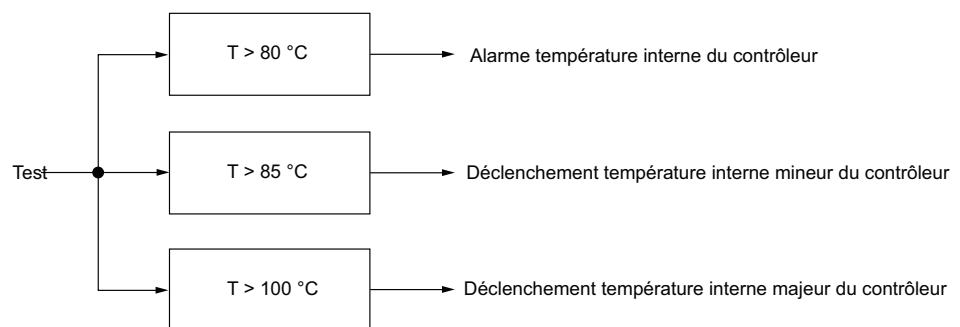 T > 80 °C
Alarme température interne du contrôleur
Test
T > 85 °C
Déclenchement température interne mineur du contrôleur
T > 100 °C
Déclenchement température interne majeur du contrôleur